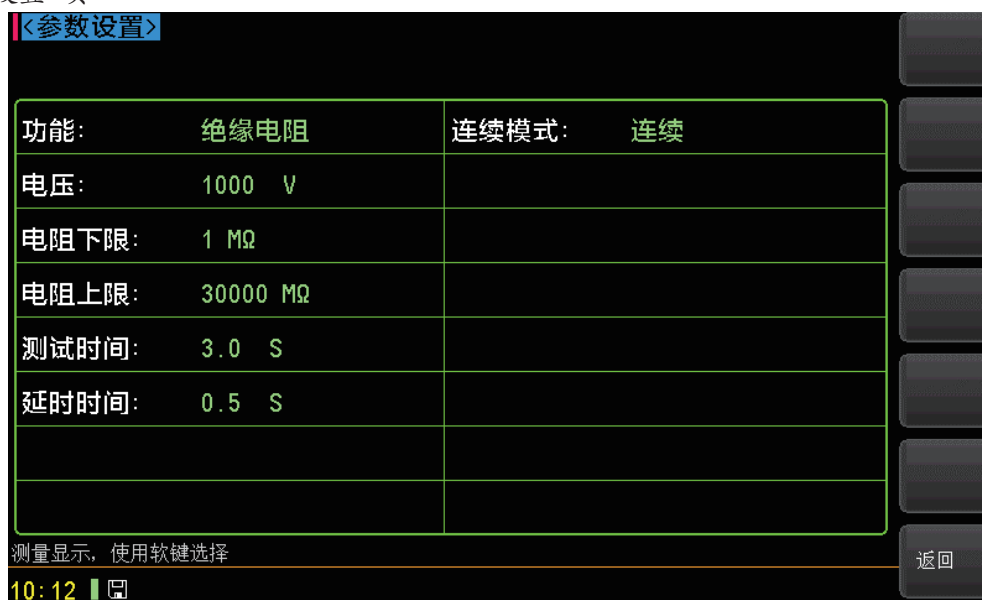 <参数设置>
功能: 绝缘电阻 连续模式: 连续
电压: 1000 V
电阻下限: 1 MΩ
电阻上限: 30000 MΩ
测试时间: 3.0 S
延时时间: 0.5 S
测量显示, 使用软键选择
返回
10:12